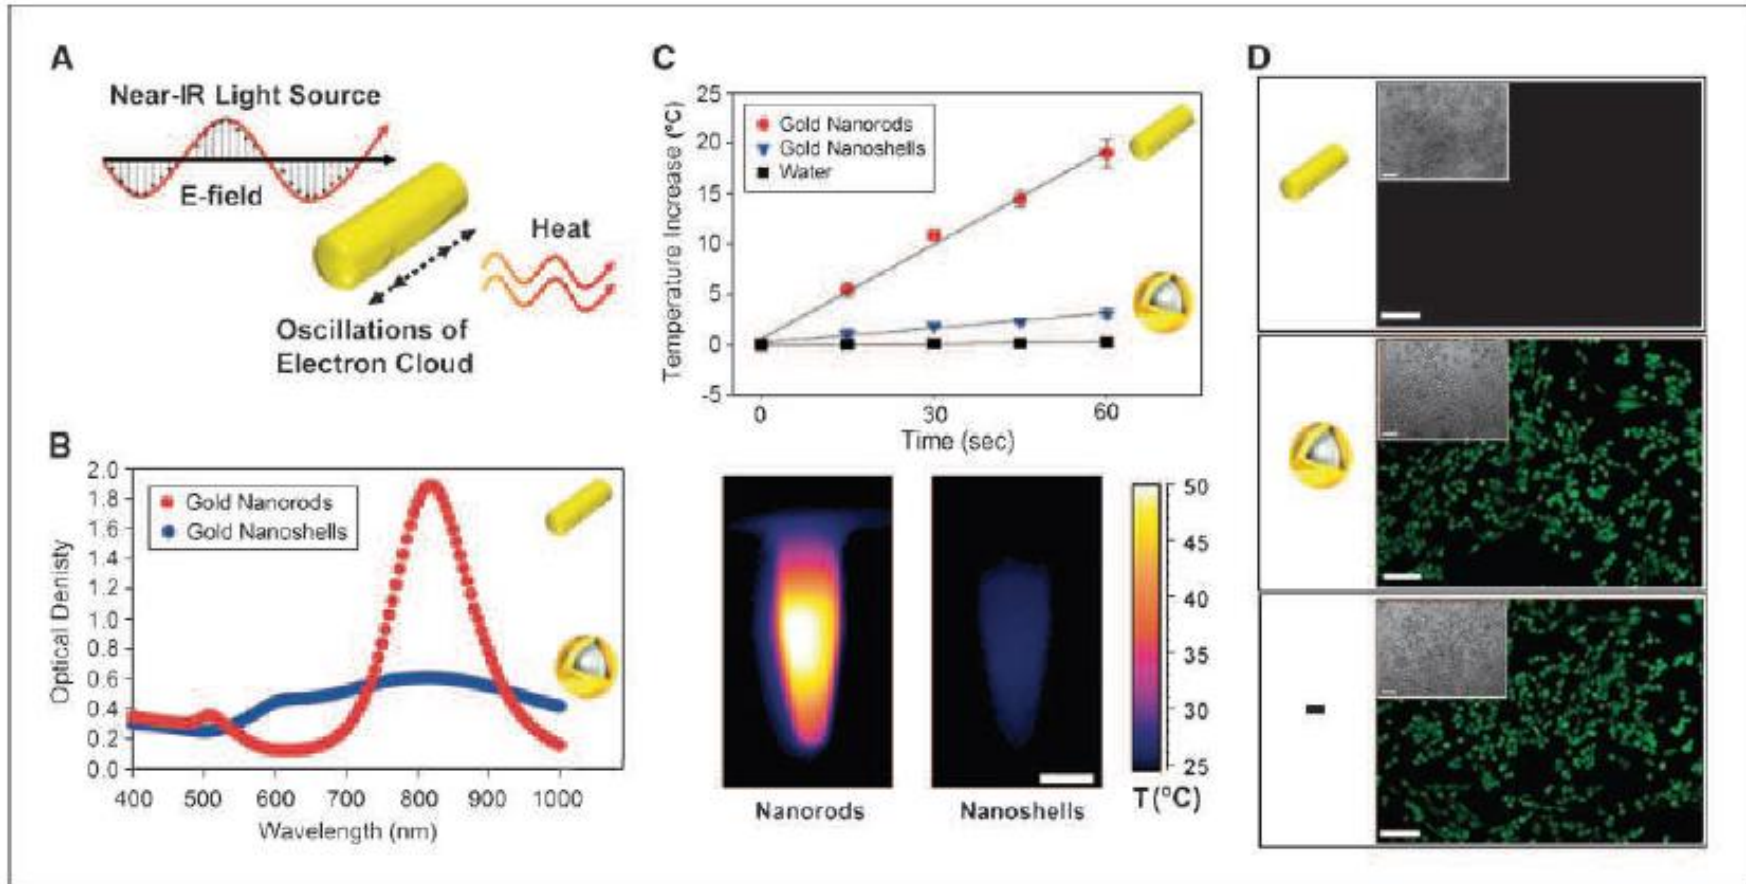 A
Near-IR Light Source
E-field
Heat
Oscillations of
Electron Cloud
B
2.0
1.8
1.6
1.4
1.2
1.0
0.8
0.6
0.4
0.2
0.0
Optical Denisty
Gold Nanorods
Gold Nanoshells
400 500 600 700 800 900 1000
Wavelength (nm)
C
25
20
15
10
5
0
-5
Temperature Increase (°C)
Gold Nanorods
Gold Nanoshells
Water
0 30 60
Time (sec)
50
45
40
35
30
25
T (°C)
Nanorods Nanoshells
D